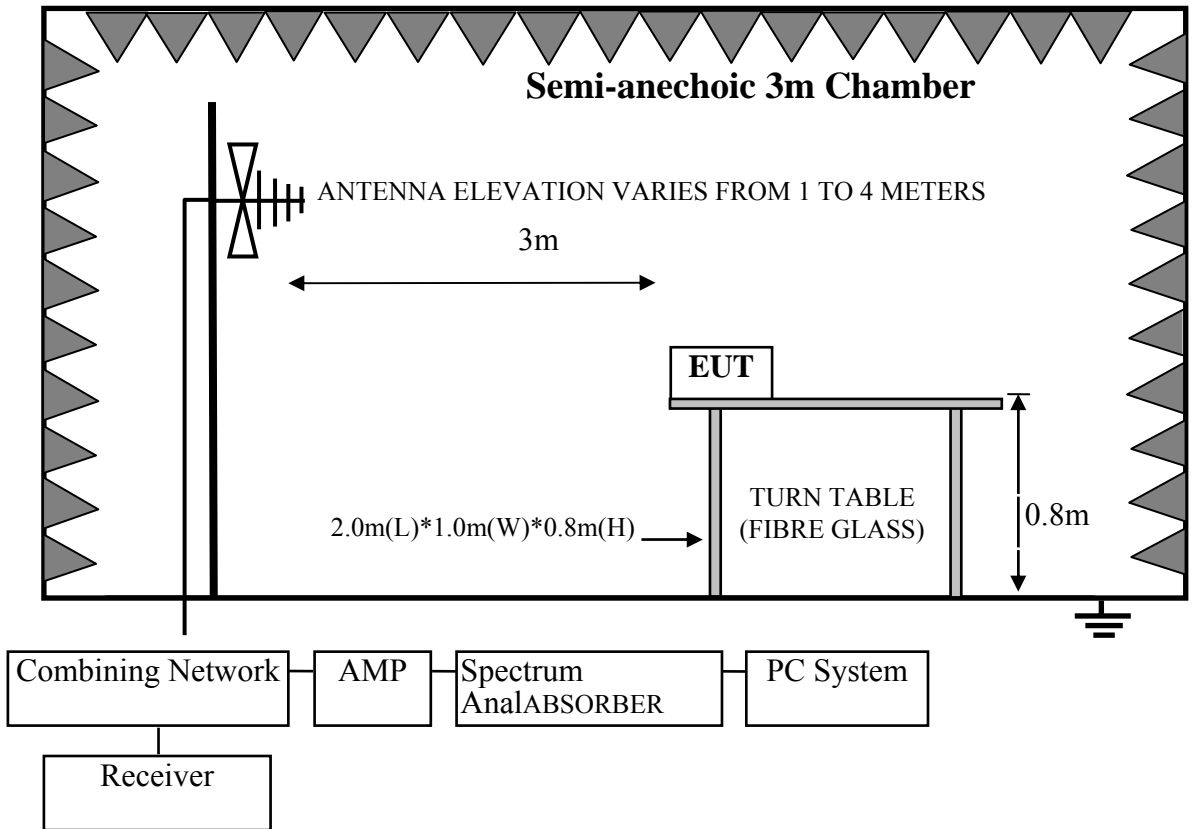 Semi-anechoic 3m Chamber
ANTENNA ELEVATION VARIES FROM 1 TO 4 METERS
3m
EUT
TURN TABLE
(FIBRE GLASS)
2.0m(L)*1.0m(W)*0.8m(H)
0.8m
Combining Network
AMP
Spectrum
AnalABSORBER
PC System
Receiver